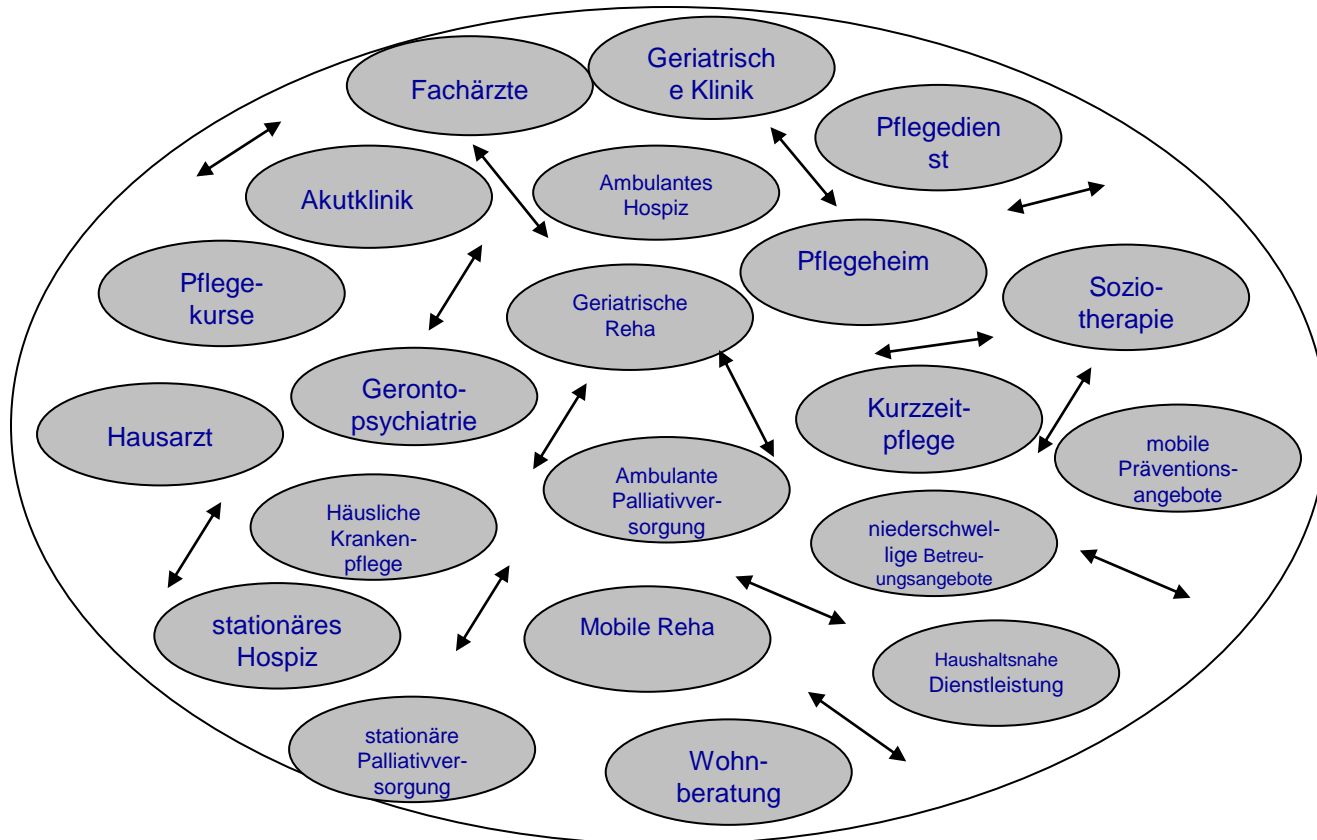 Fachärzte
Geriatrisch
e Klinik
Pflegedien
st
Akutklinik
Ambulantes
Hospiz
Pflegeheim
Pflege-
kurse
Geriatrische
Reha
Sozio-
therapie
Geronto-
psychiatrie
Hausarzt
Kurzzeit-
pflege
mobile
Präventions-
angebote
Ambulante
Palliativver-
sorgung
Häusliche
Kranken-
pflege
niederschwel-
lige Betreu-
ungsangebote
stationäres
Hospiz
Mobile Reha
Haushaltsnahe
Dienstleistung
stationäre
Palliativver-
sorgung
Wohn-
beratung